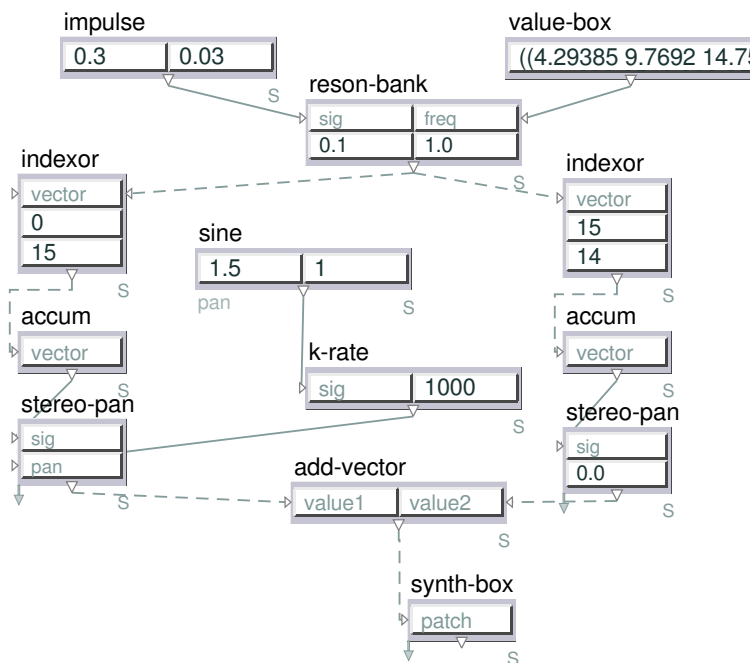 impulse
0.3 0.03
S
value-box
((4.29385 9.7692 14.75
reson-bank
sig freq
0.1 1.0
S
indexor
vector
0
15
S
indexor
vector
15
14
S
sine
1.5 1
pan
S
accum
vector
S
accum
vector
S
k-rate
sig 1000
S
stereo-pan
sig
pan
S
stereo-pan
sig
0.0
S
add-vector
value1 value2
S
synth-box
patch
S